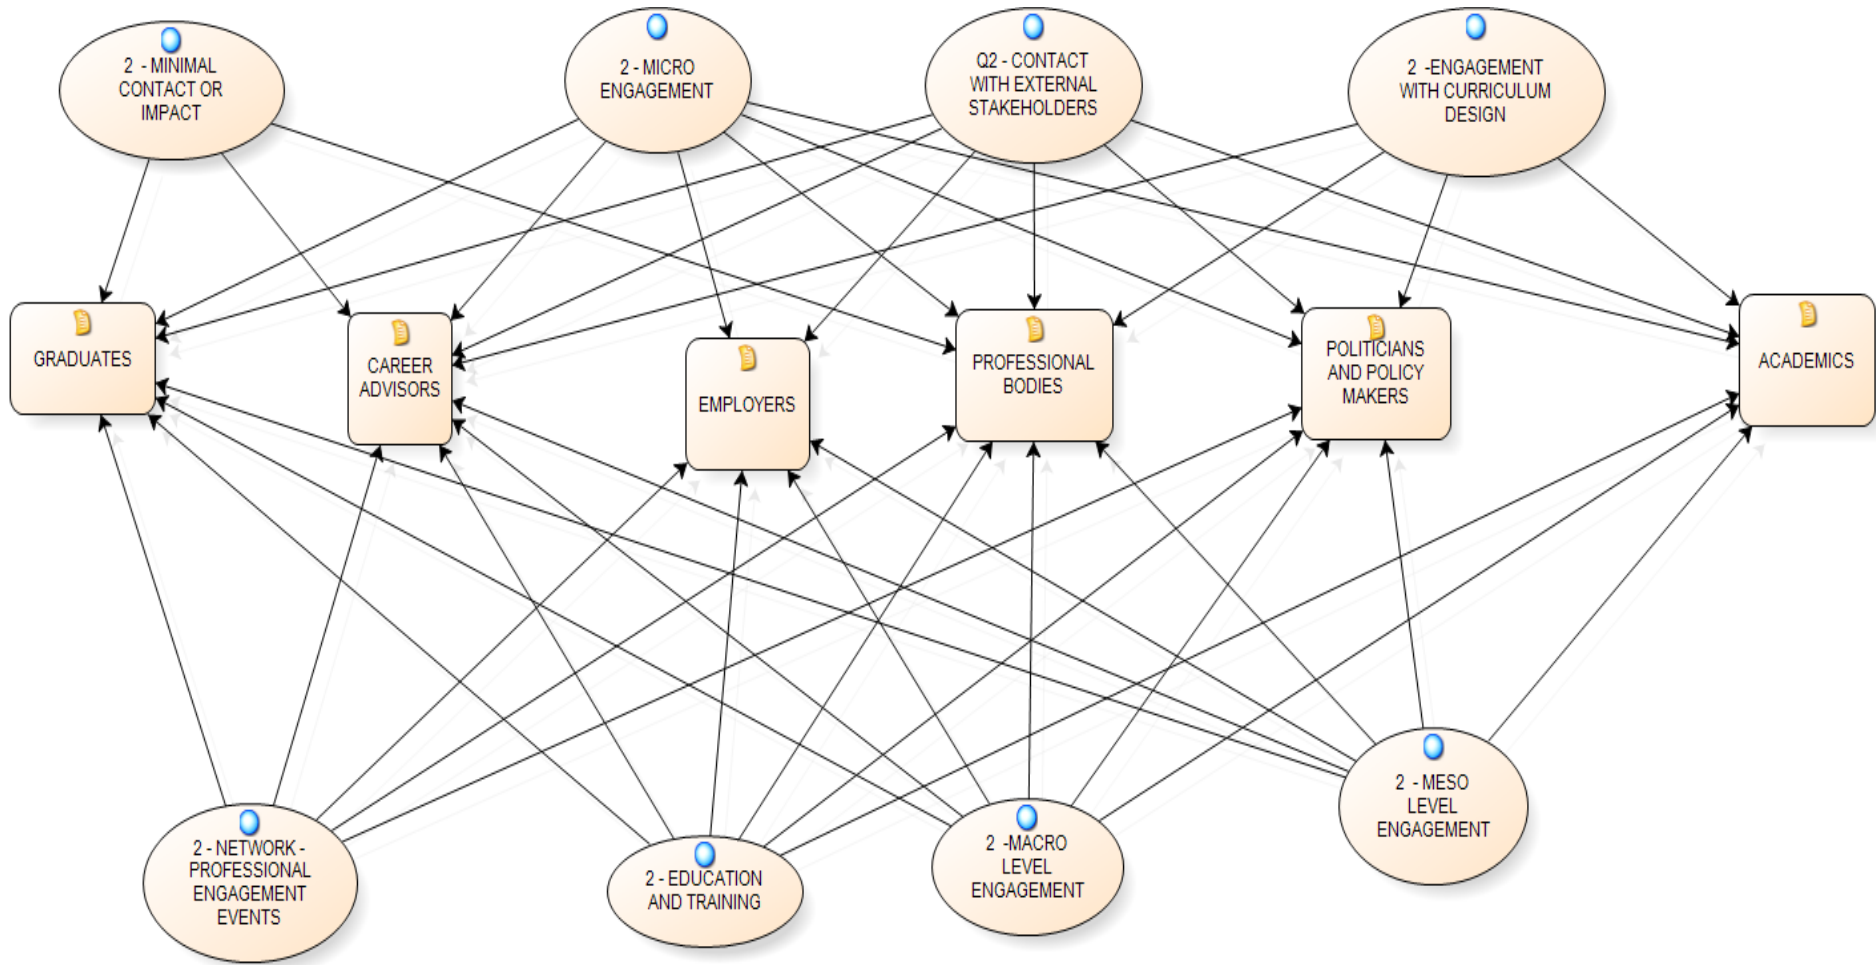 2  - MINIMAL
CONTACT OR
IMPACT
2 - MICRO
ENGAGEMENT
Q2 - CONTACT
WITH EXTERNAL
STAKEHOLDERS
2 -ENGAGEMENT
WITH CURRICULUM
DESIGN
GRADUATES
CAREER
ADVISORS
EMPLOYERS
PROFESSIONAL
BODIES
POLITICIANS
AND POLICY
MAKERS
ACADEMICS
2 - NETWORK -
PROFESSIONAL
ENGAGEMENT
EVENTS
2 - EDUCATION
AND TRAINING
2  -MACRO
LEVEL
ENGAGEMENT
2  - MESO
LEVEL
ENGAGEMENT